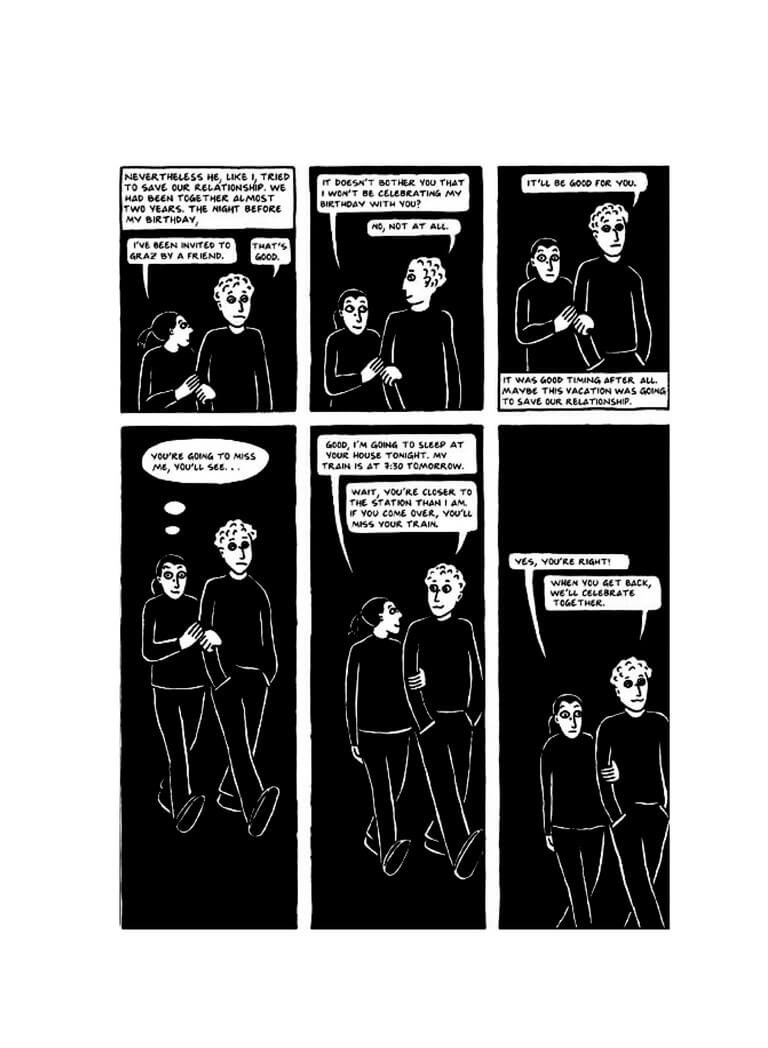 NEVERTHELESS HE, LIKE I, TRIED
TO SAVE OUR RELATIONSHIP. WE
HAD BEEN TOGETHER ALMOST
TWO YEARS. THE NIGHT BEFORE
MY BIRTHDAY,
I'VE BEEN INVITED TO
GRAZ BY A FRIEND.
THAT'S
GOOD.
IT DOESN'T BOTHER YOU THAT
I WON'T BE CELEBRATING MY
BIRTHDAY WITH YOU?
NO, NOT AT ALL.
IT'LL BE GOOD FOR YOU.
IT WAS GOOD TIMING AFTER ALL.
MAYBE THIS VACATION WAS GOING
TO SAVE OUR RELATIONSHIP.
YOU'RE GOING TO MISS
ME, YOU'LL SEE. . .
GOOD, I'M GOING TO SLEEP AT
YOUR HOUSE TONIGHT. MY
TRAIN IS AT 7:30 TOMORROW.
WAIT, YOU'RE CLOSER TO
THE STATION THAN I AM.
IF YOU COME OVER, YOU'LL
MISS YOUR TRAIN.
YES, YOU'RE RIGHT!
WHEN YOU GET BACK,
WE'LL CELEBRATE
TOGETHER.